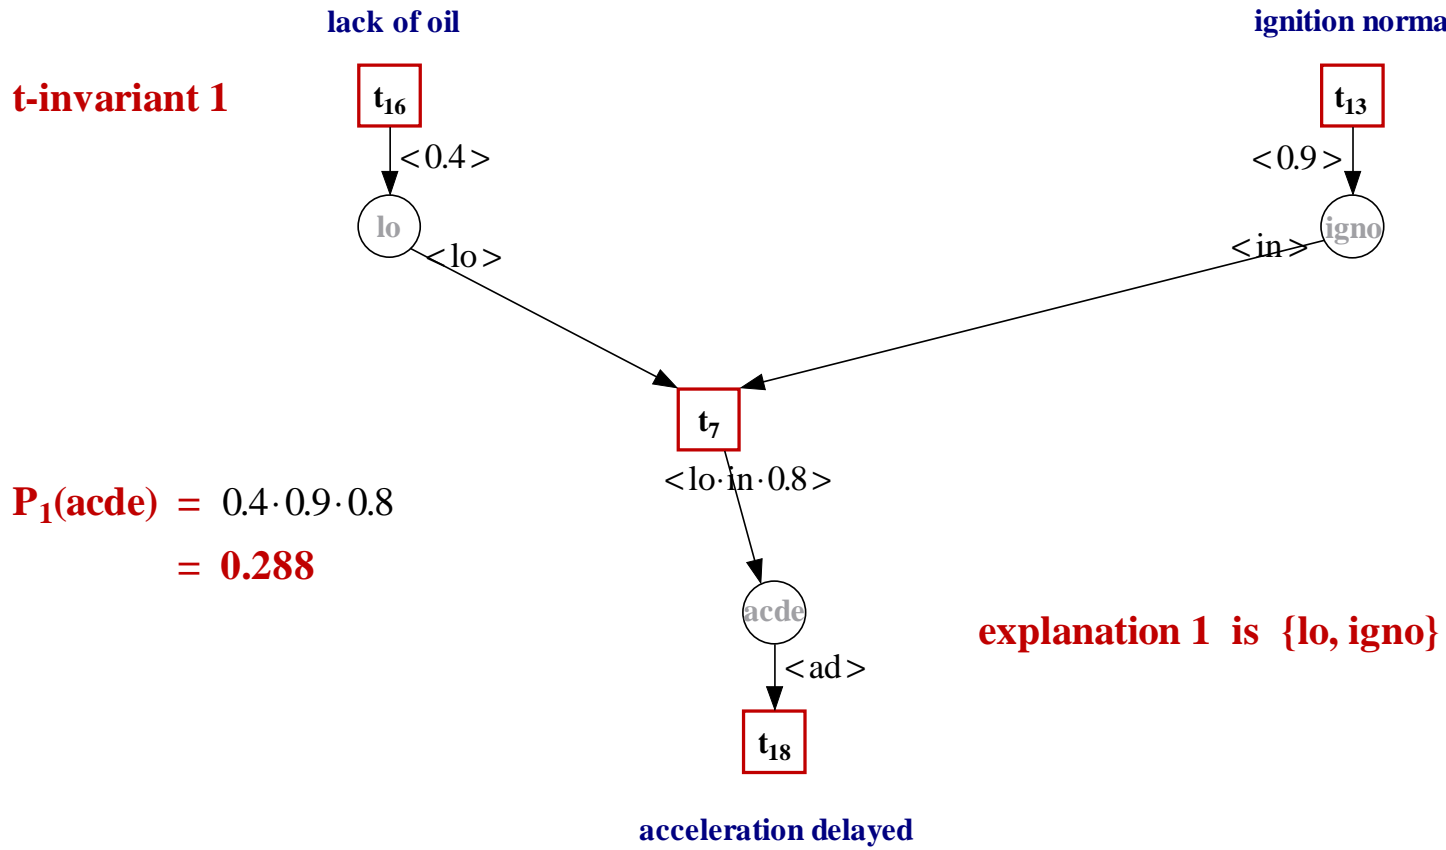 lack of oil
ignition norma
t-invariant 1
t16
t13
<0.4>
<0.9>
lo
igno
<lo>
<in>
t7
<lo·in·0.8>
P1(acde) = 0.4·0.9·0.8
= 0.288
acde
explanation 1 is {lo, igno}
<ad>
t18
acceleration delayed